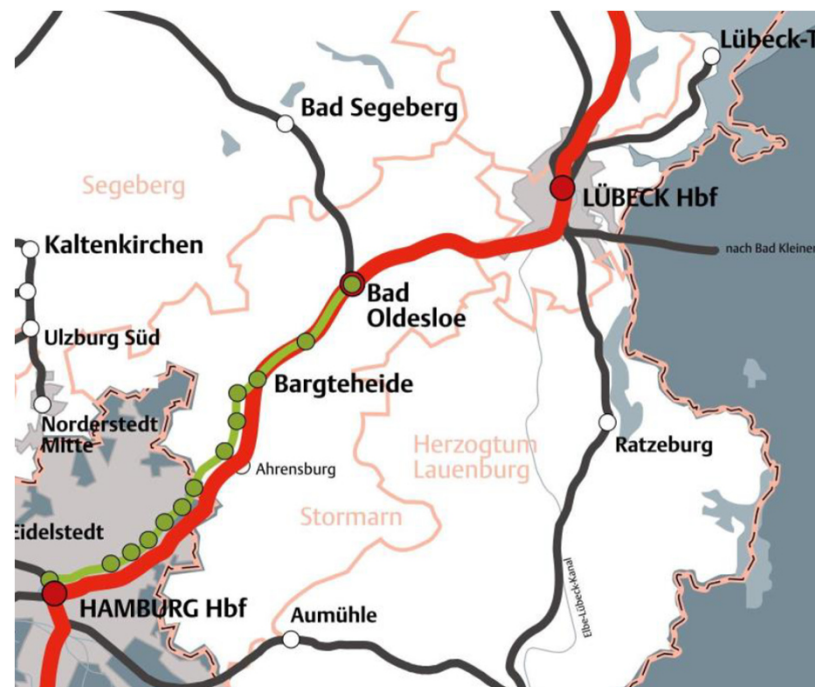 Lübeck-T
Bad Segeberg
Segeberg
LÜBECK Hbf
Kaltenkirchen
nach Bad Kleinen
Bad
Oldesloe
Ulzburg Süd
Bargteheide
Norderstedt
Mitte
Herzogtum
Lauenburg
Ratzeburg
Ahrensburg
Stormarn
Eidelstedt
Elbe-Lübeck-Kanal
HAMBURG Hbf
Aumühle